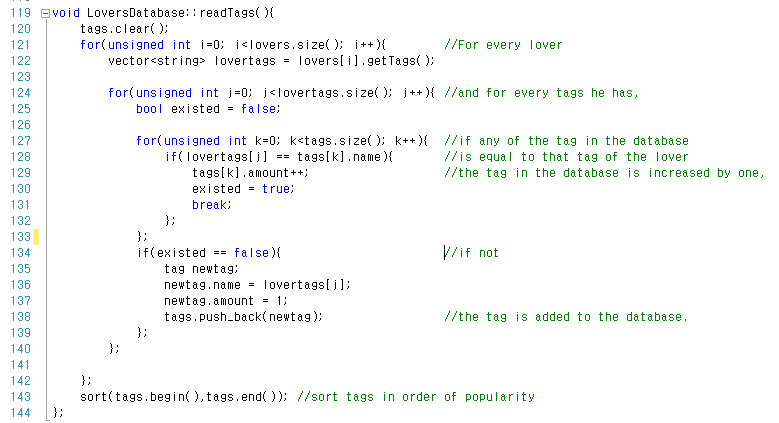 119 void LoversDatabase::readTags(){
120 tags.clear();
121 for(unsigned int i=0; i<lovers.size(); i++){ //For every lover
122 vector<string> lovertags = lovers[i].getTags();
123
124 for(unsigned int j=0; j<lovertags.size(); j++){ //and for every tags he has,
125 bool existed = false;
126
127 for(unsigned int k=0; k<tags.size(); k++){ //if any of the tag in the database
128 if(lovertags[j] == tags[k].name){ //is equal to that tag of the lover
129 tags[k].amount++; //the tag in the database is increased by one,
130 existed = true;
131 break;
132 };
133 };
134 if(existed == false){ //if not
135 tag newtag;
136 newtag.name = lovertags[j];
137 newtag.amount = 1;
138 tags.push_back(newtag); //the tag is added to the database.
139 };
140 };
141
142 };
143 sort(tags.begin(),tags.end()); //sort tags in order of popularity
144 };